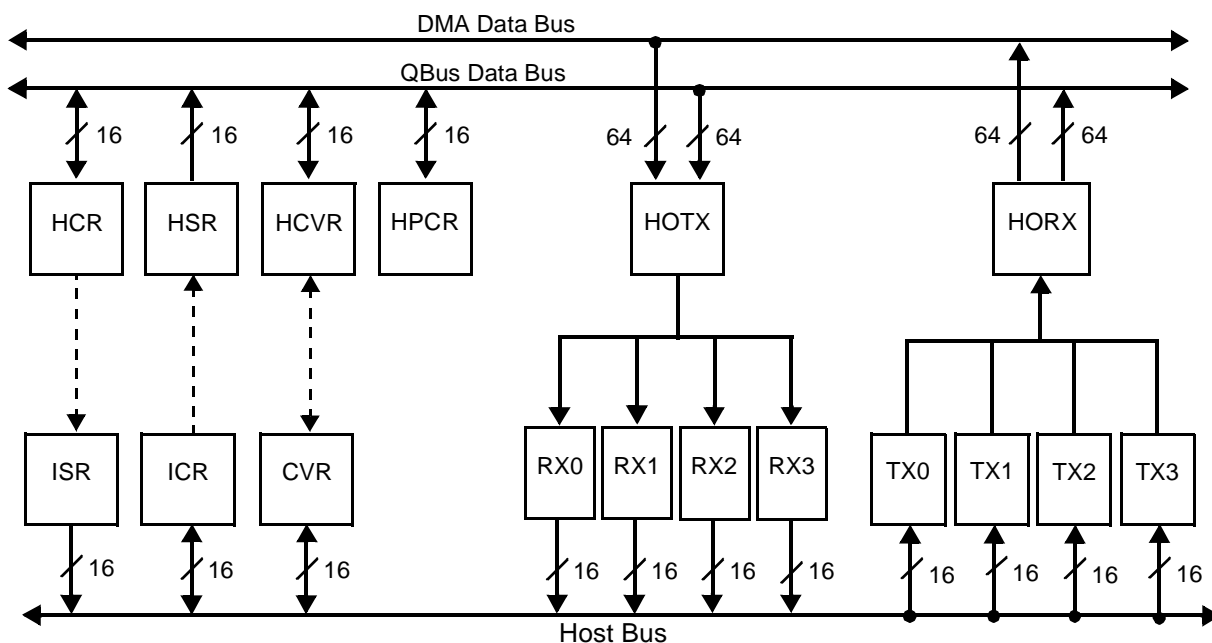 DMA Data Bus
QBus Data Bus
16 16 16 16 64 64 64 64
HCR HSR HCVR HPCR HOTX HORX
ISR ICR CVR RX0 RX1 RX2 RX3 TX0 TX1 TX2 TX3
16 16 16 16 16 16 16 16 16 16 16
Host Bus